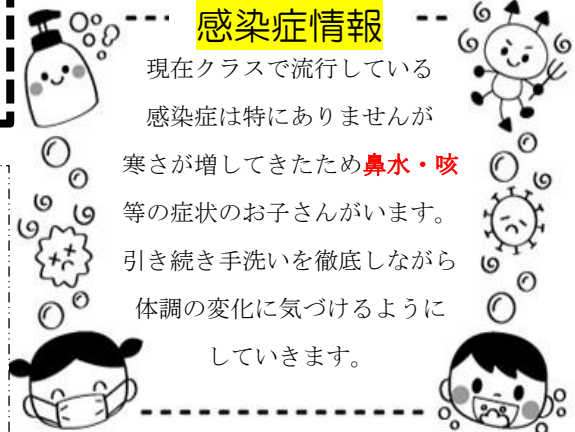 感染症情報
現在クラスで流行している
感染症は特にありませんが
寒さが増してきたため鼻水・咳
等の症状のお子さんがいます。
引き続き手洗いを徹底しながら
体調の変化に気づけるように
していきます。